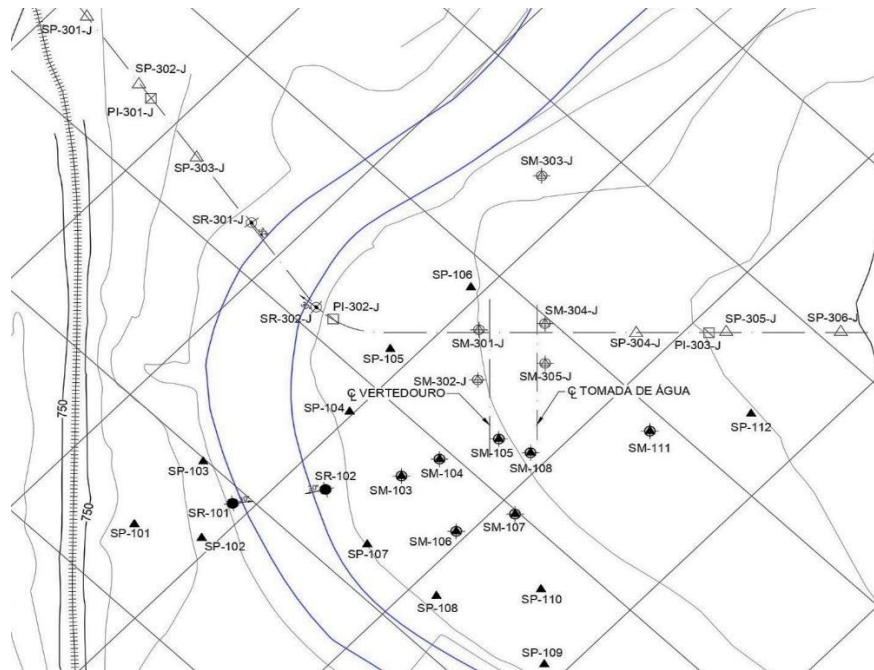 SP-301-J
SP-302-J
PI-301-J
SP-303-J
SM-303-J
SR-301-J
SP-106
PI-302-J
SM-304-J
SR-302-J
SM-301-J
SP-304-J
PI-303-J
SP-305-J
SP-306-J
SP-105
SM-302-J
SM-305-J
℄ VERTEDOURO
℄ TOMADA DE ÁGUA
750
SP-104
SP-112
SM-105
SM-108
SM-111
SP-103
SR-102
SM-104
SM-103
SR-101
SM-107
750
SP-101
SP-102
SM-106
SP-107
SP-108
SP-110
SP-109